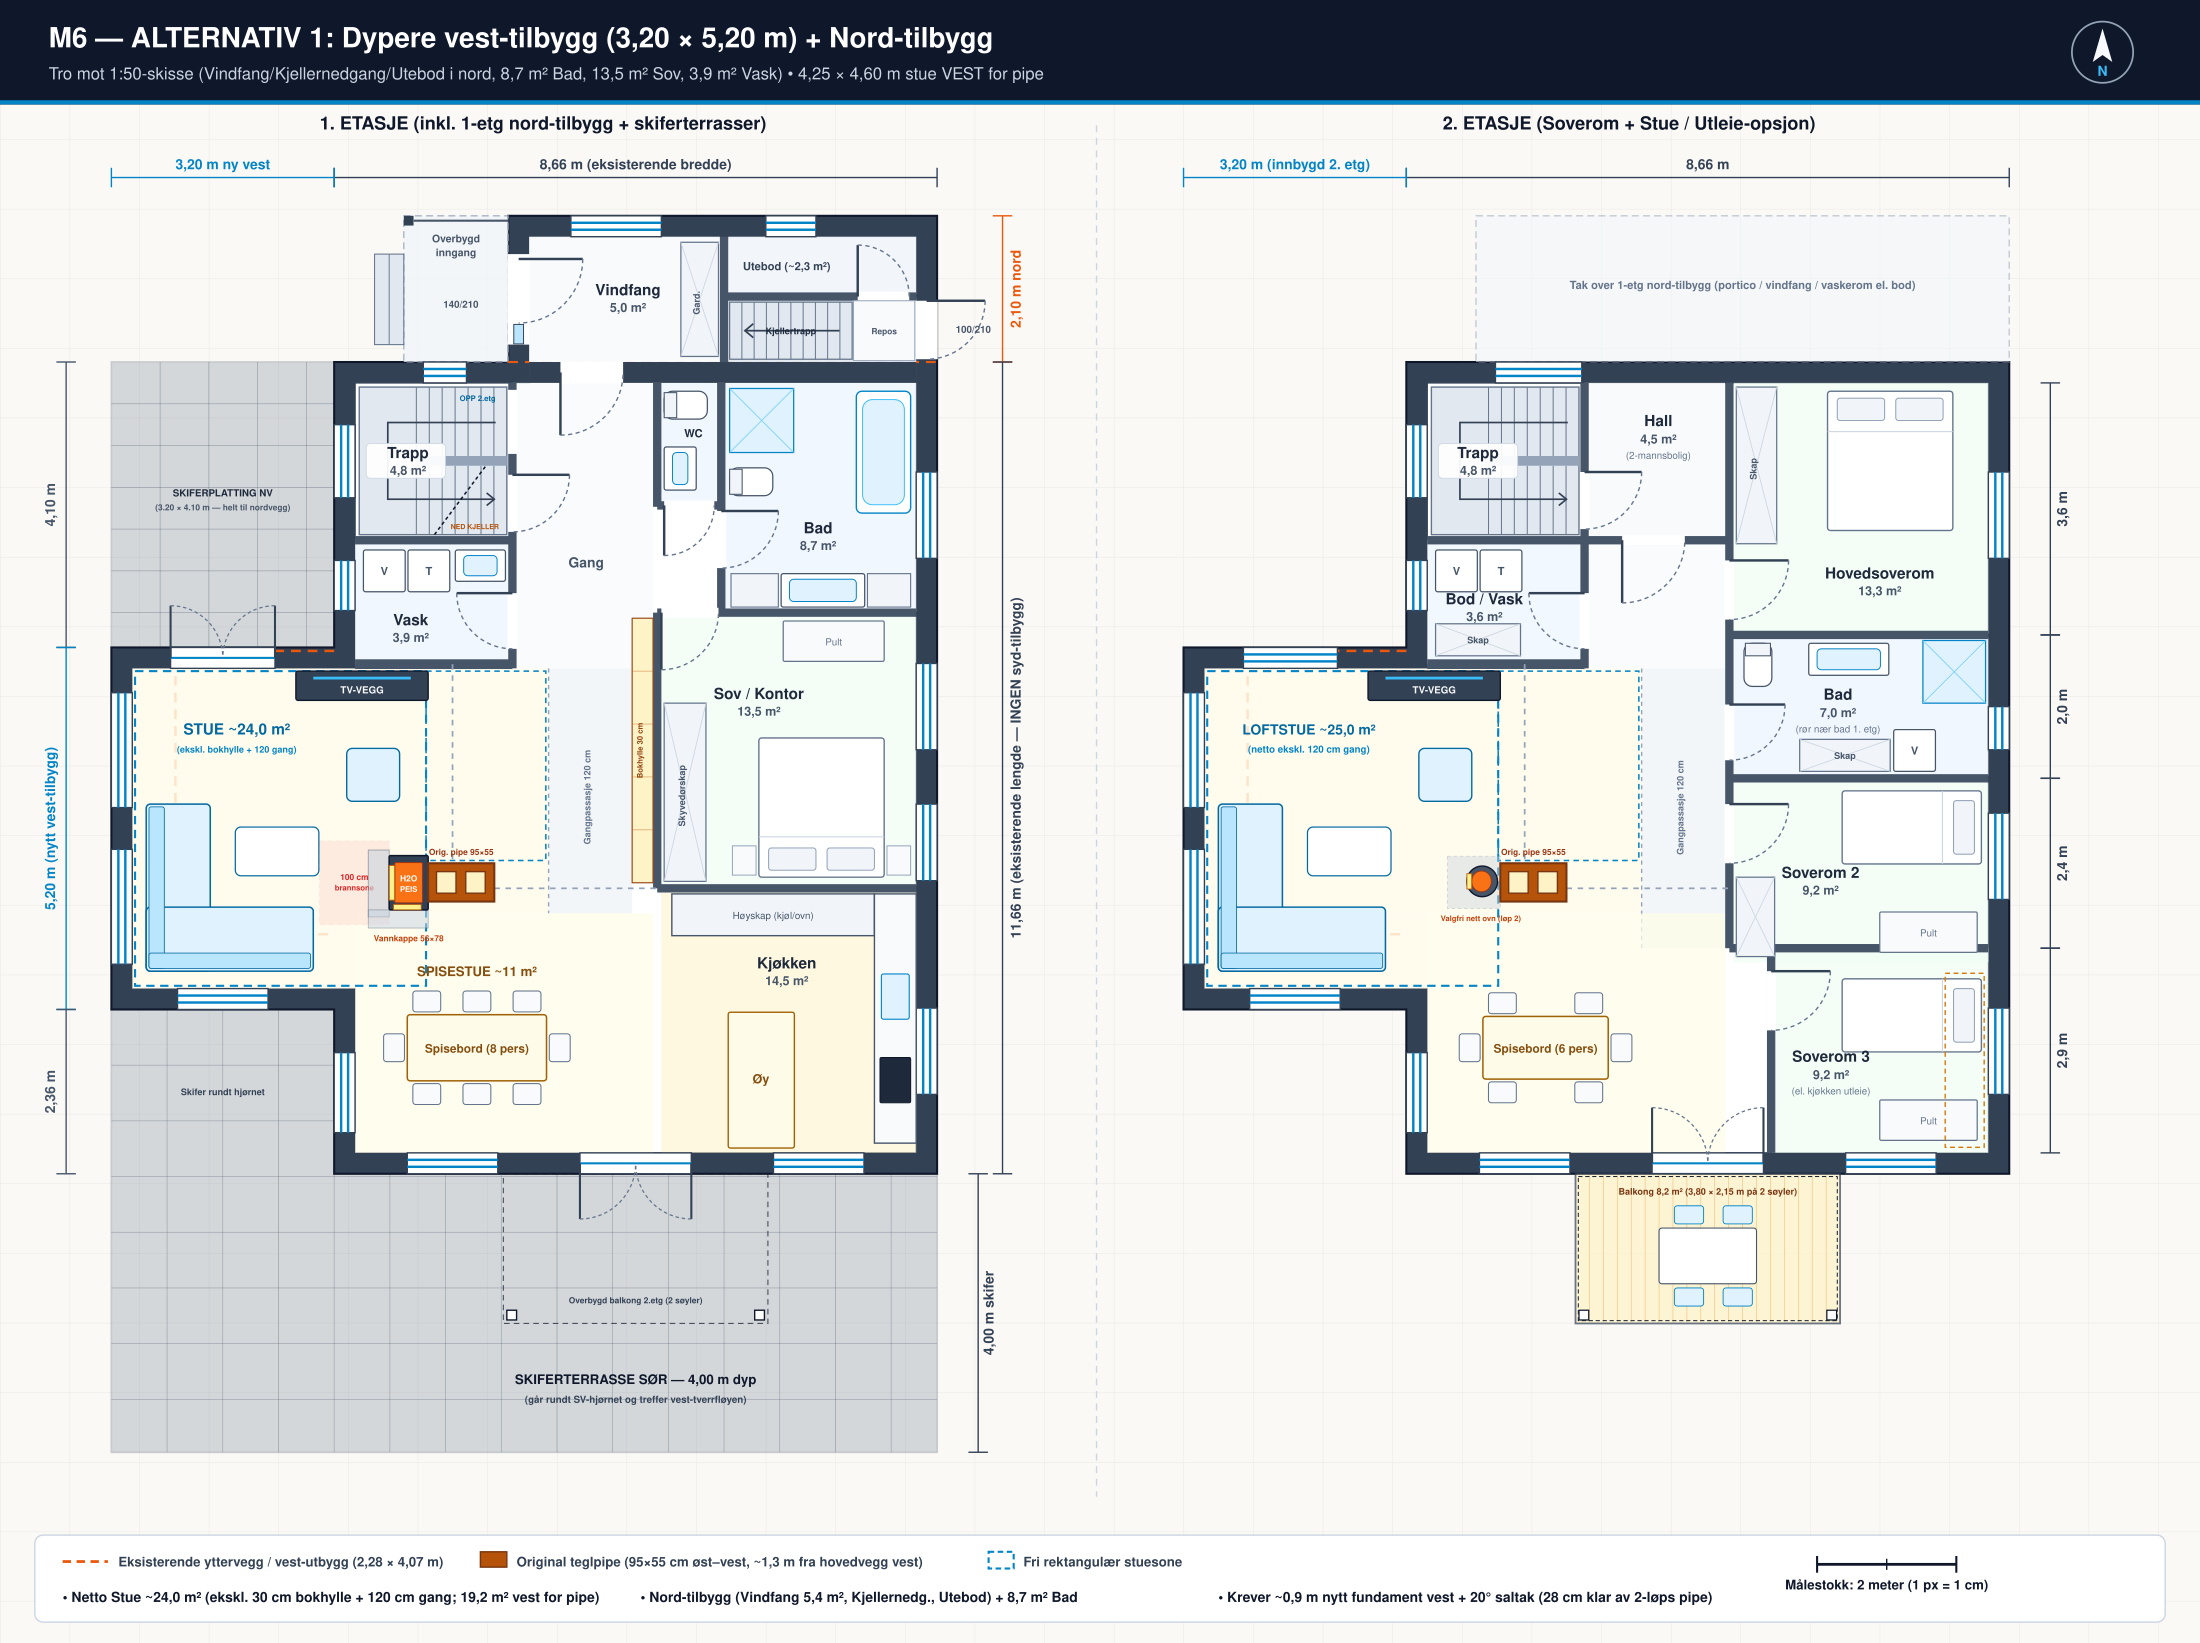 M6 — ALTERNATIV 1: Dypere vest-tilbygg (3,20 × 5,20 m) + Nord-tilbygg
Tro mot 1:50-skisse (Vindfang/Kjellernedgang/Utebod i nord, 8,7 m² Bad, 13,5 m² Sov, 3,9 m² Vask) • 4,25 × 4,60 m stue VEST for pipe
N
1. ETASJE (inkl. 1-etg nord-tilbygg + skiferterrasser)
3,20 m ny vest
8,66 m (eksisterende bredde)
Overbygd
inngang
140/210
Vindfang
5,0 m²
Gard.
Utebod (~2,3 m²)
Kjellertrapp
Repos
100/210
2,10 m nord
4,10 m
SKIFERPLATTING NV
(3.20 × 4.10 m — helt til nordvegg)
OPP 2.etg
Trapp
4,8 m²
NED KJELLER
WC
Bad
8,7 m²
Gang
V
T
Vask
3,9 m²
Pult
TV-VEGG
STUE ~24,0 m²
(ekskl. bokhylle + 120 gang)
Sov / Kontor
13,5 m²
Bokhylle 30 cm
Gangpassasje 120 cm
Skyvedørskap
5,20 m (nytt vest-tilbygg)
11,66 m (eksisterende lengde — INGEN syd-tilbygg)
Orig. pipe 95×55
100 cm
brannsone
H2O
PEIS
Vannkappe 55×78
Høyskap (kjøl/ovn)
SPISESTUE ~11 m²
Kjøkken
14,5 m²
Spisebord (8 pers)
Øy
2,36 m
Skifer rundt hjørnet
Overbygd balkong 2.etg (2 søyler)
4,00 m skifer
SKIFERTERRASSE SØR — 4,00 m dyp
(går rundt SV-hjørnet og treffer vest-tverrfløyen)
2. ETASJE (Soverom + Stue / Utleie-opsjon)
3,20 m (innbygd 2. etg)
8,66 m
Tak over 1-etg nord-tilbygg (portico / vindfang / vaskerom el. bod)
Trapp
4,8 m²
Hall
4,5 m²
(2-mannsbolig)
Skap
Hovedsoverom
13,3 m²
3,6 m
V
T
Bod / Vask
3,6 m²
Skap
TV-VEGG
LOFTSTUE ~25,0 m²
(netto ekskl. 120 cm gang)
Bad
7,0 m²
(rør nær bad 1. etg)
Skap
V
2,0 m
Gangpassasje 120 cm
Orig. pipe 95×55
Valgfri nett ovn (løp 2)
Soverom 2
9,2 m²
Pult
2,4 m
Spisebord (6 pers)
Soverom 3
9,2 m²
(el. kjøkken utleie)
Pult
2,9 m
Balkong 8,2 m² (3,80 × 2,15 m på 2 søyler)
Eksisterende yttervegg / vest-utbygg (2,28 × 4,07 m)
Original teglpipe (95×55 cm øst–vest, ~1,3 m fra hovedvegg vest)
Fri rektangulær stuesone
Målestokk: 2 meter (1 px = 1 cm)
• Netto Stue ~24,0 m² (ekskl. 30 cm bokhylle + 120 cm gang; 19,2 m² vest for pipe)
• Nord-tilbygg (Vindfang 5,4 m², Kjellernedg., Utebod) + 8,7 m² Bad
• Krever ~0,9 m nytt fundament vest + 20° saltak (28 cm klar av 2-løps pipe)